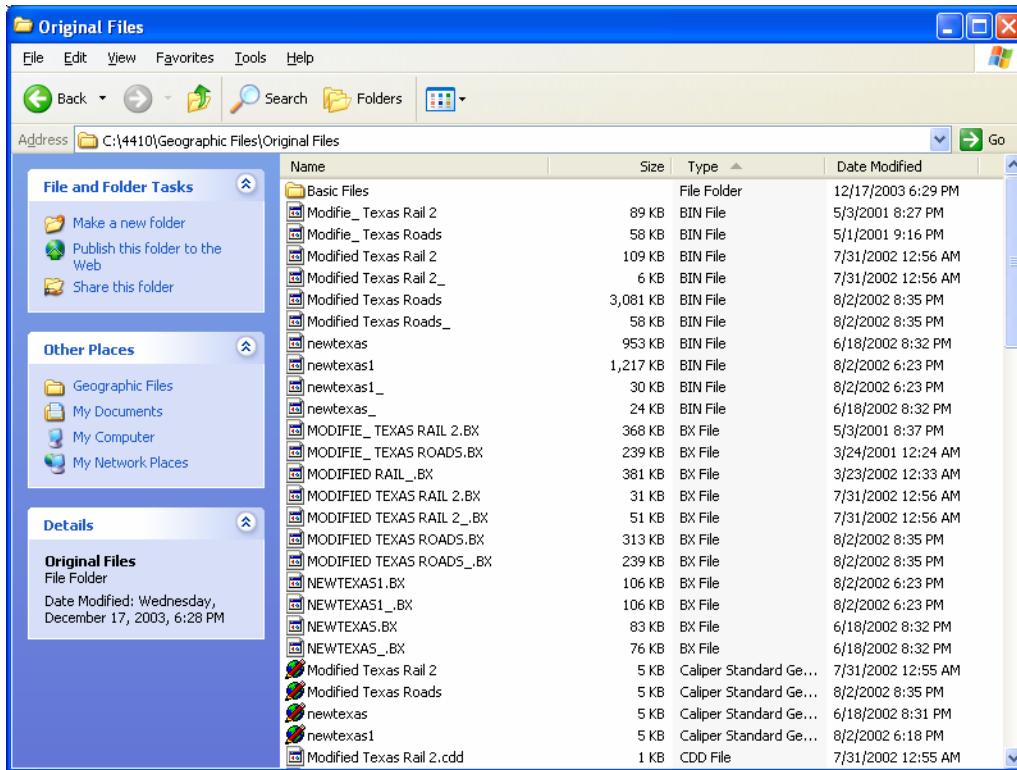 Original Files
File Edit View Favorites Tools Help
Back Search Folders
Address C:\4410\Geographic Files\Original Files Go
File and Folder Tasks
Make a new folder
Publish this folder to the
Web
Share this folder
Other Places
Geographic Files
My Documents
My Computer
My Network Places
Details
Original Files
File Folder
Date Modified: Wednesday,
December 17, 2003, 6:28 PM
Name Size Type Date Modified
Basic Files File Folder 12/17/2003 6:29 PM
Modifie_ Texas Rail 2 89 KB BIN File 5/3/2001 8:27 PM
Modifie_ Texas Roads 58 KB BIN File 5/1/2001 9:16 PM
Modified Texas Rail 2 109 KB BIN File 7/31/2002 12:56 AM
Modified Texas Rail 2_ 6 KB BIN File 7/31/2002 12:56 AM
Modified Texas Roads 3,081 KB BIN File 8/2/2002 8:35 PM
Modified Texas Roads_ 58 KB BIN File 8/2/2002 8:35 PM
newtexas 953 KB BIN File 6/18/2002 8:32 PM
newtexas1 1,217 KB BIN File 8/2/2002 6:23 PM
newtexas1_ 30 KB BIN File 8/2/2002 6:23 PM
newtexas_ 24 KB BIN File 6/18/2002 8:32 PM
MODIFIE_ TEXAS RAIL 2.BX 368 KB BX File 5/3/2001 8:37 PM
MODIFIE_ TEXAS ROADS.BX 239 KB BX File 3/24/2001 12:24 AM
MODIFIED RAIL_.BX 381 KB BX File 3/23/2002 12:33 AM
MODIFIED TEXAS RAIL 2.BX 31 KB BX File 7/31/2002 12:56 AM
MODIFIED TEXAS RAIL 2_.BX 51 KB BX File 7/31/2002 12:56 AM
MODIFIED TEXAS ROADS.BX 313 KB BX File 8/2/2002 8:35 PM
MODIFIED TEXAS ROADS_.BX 239 KB BX File 8/2/2002 8:35 PM
NEWTEXAS1.BX 106 KB BX File 8/2/2002 6:23 PM
NEWTEXAS1_.BX 106 KB BX File 8/2/2002 6:23 PM
NEWTEXAS.BX 83 KB BX File 6/18/2002 8:32 PM
NEWTEXAS_.BX 76 KB BX File 6/18/2002 8:32 PM
Modified Texas Rail 2 5 KB Caliper Standard Ge... 7/31/2002 12:55 AM
Modified Texas Roads 5 KB Caliper Standard Ge... 8/2/2002 8:35 PM
newtexas 5 KB Caliper Standard Ge... 6/18/2002 8:31 PM
newtexas1 5 KB Caliper Standard Ge... 8/2/2002 6:18 PM
Modified Texas Rail 2.cdd 1 KB CDD File 7/31/2002 12:55 AM